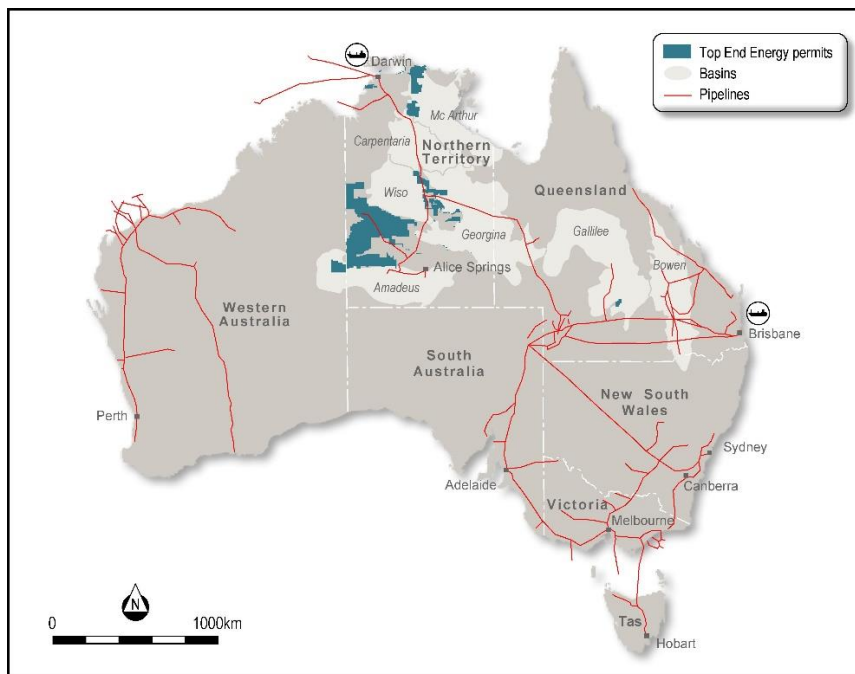 Darwin
Top End Energy permits
Basins
Pipelines
Mc Arthur
Carpentaria
Northern
Territory
Wiso
Queensland
Georgina
Gallilee
Bowen
Alice Springs
Amadeus
Western
Australia
Brisbane
South
Australia
New South
Wales
Perth
Sydney
Adelaide
Canberra
Victoria
Melbourne
N
0 1000km
Tas
Hobart